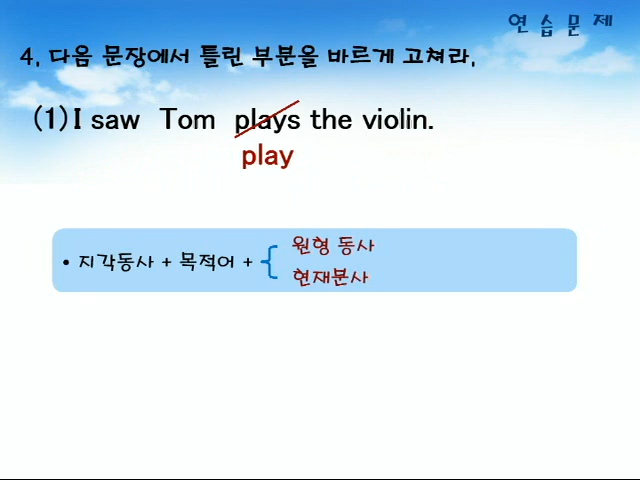 연 습 문 제
4. 다음 문장에서 틀린 부분을 바르게 고쳐라.
(1) I saw Tom plays the violin.
play
• 지각동사 + 목적어 + {
원형 동사
현재분사